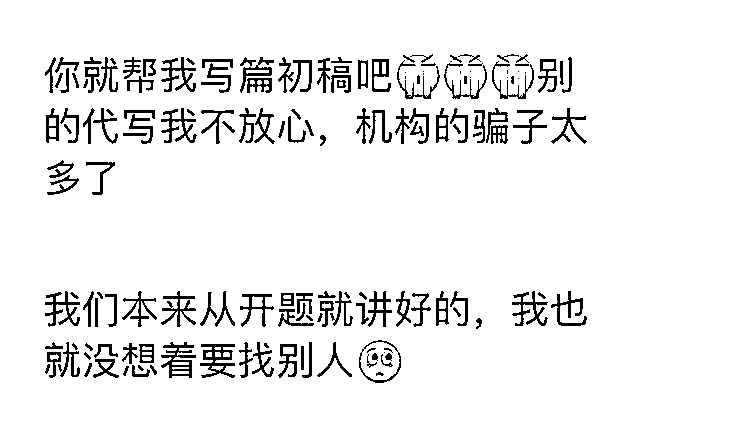 你就帮我写篇初稿吧😭😭😭别
的代写我不放心，机构的骗子太
多了
我们本来从开题就讲好的，我也
就没想着要找别人🥺